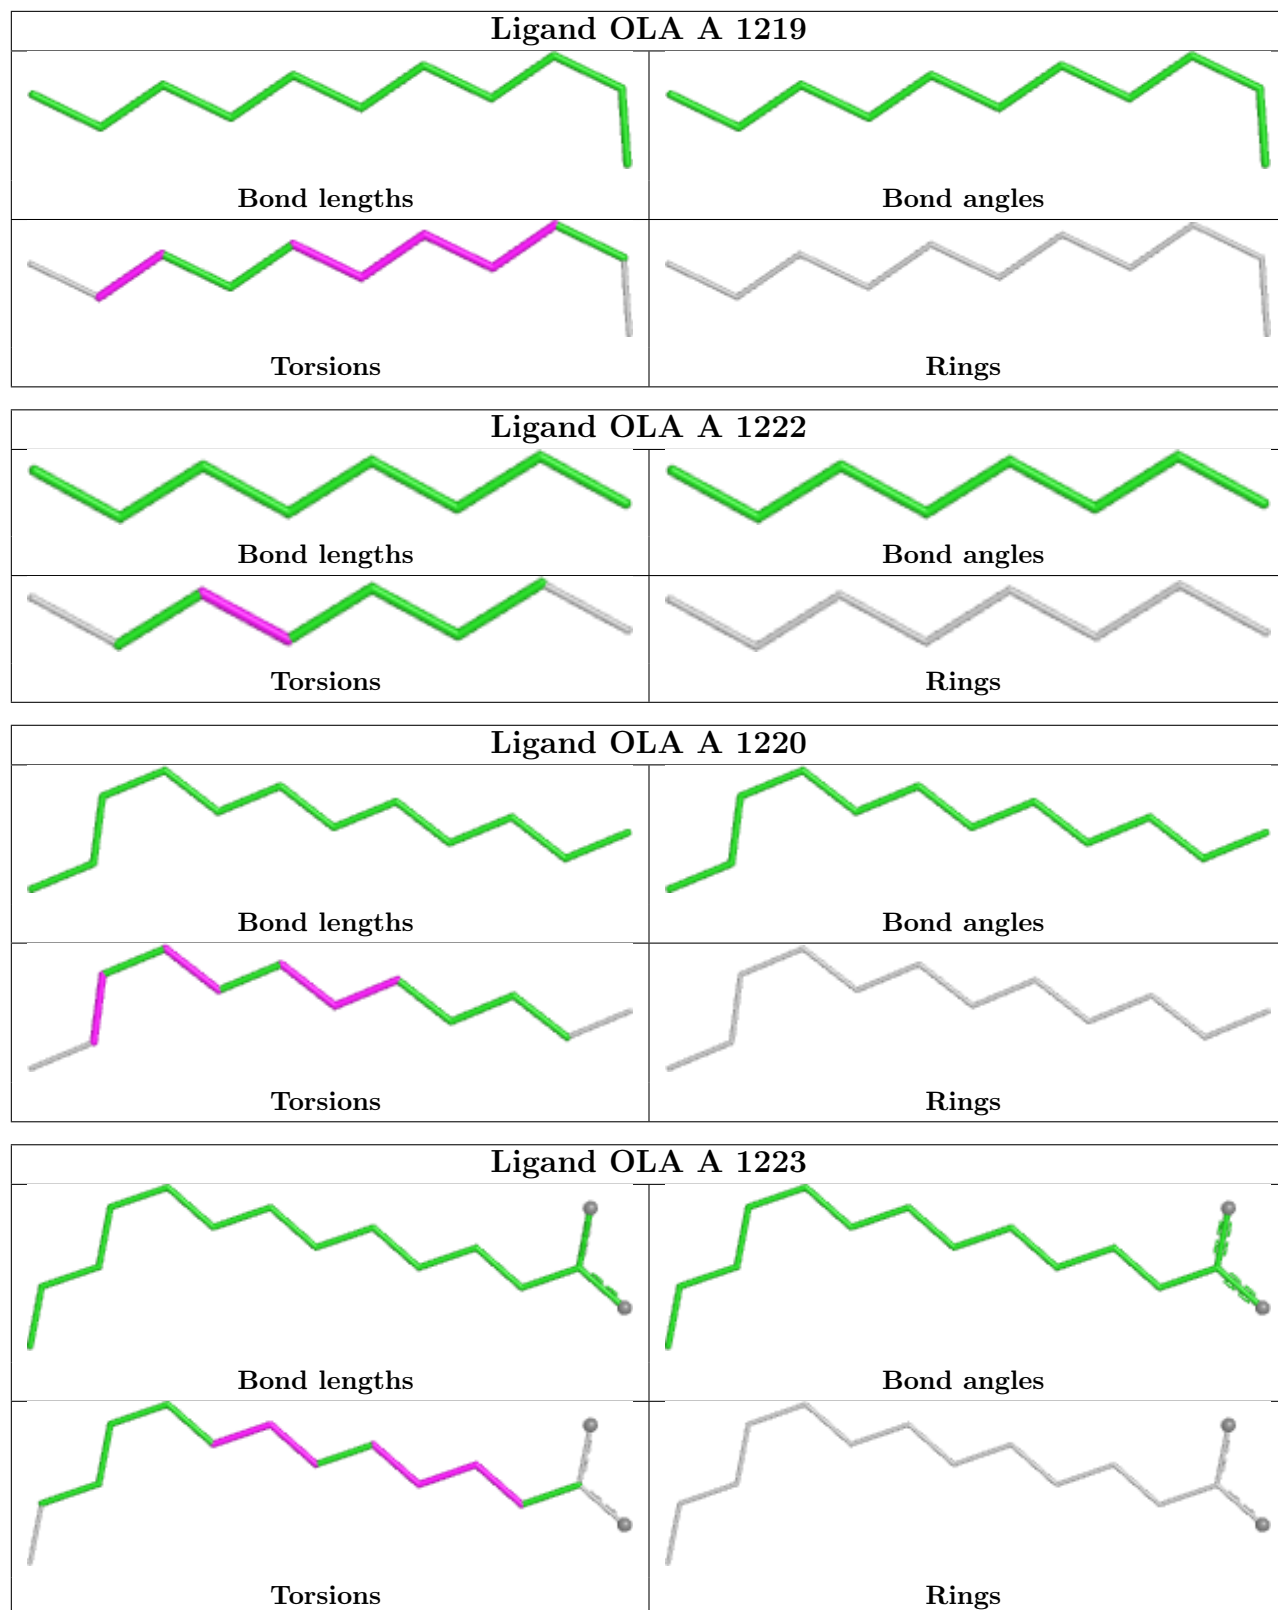 Ligand OLA A 1219
Bond lengths
Bond angles
Torsions
Rings
Ligand OLA A 1222
Bond lengths
Bond angles
Torsions
Rings
Ligand OLA A 1220
Bond lengths
Bond angles
Torsions
Rings
Ligand OLA A 1223
Bond lengths
Bond angles
Torsions
Rings